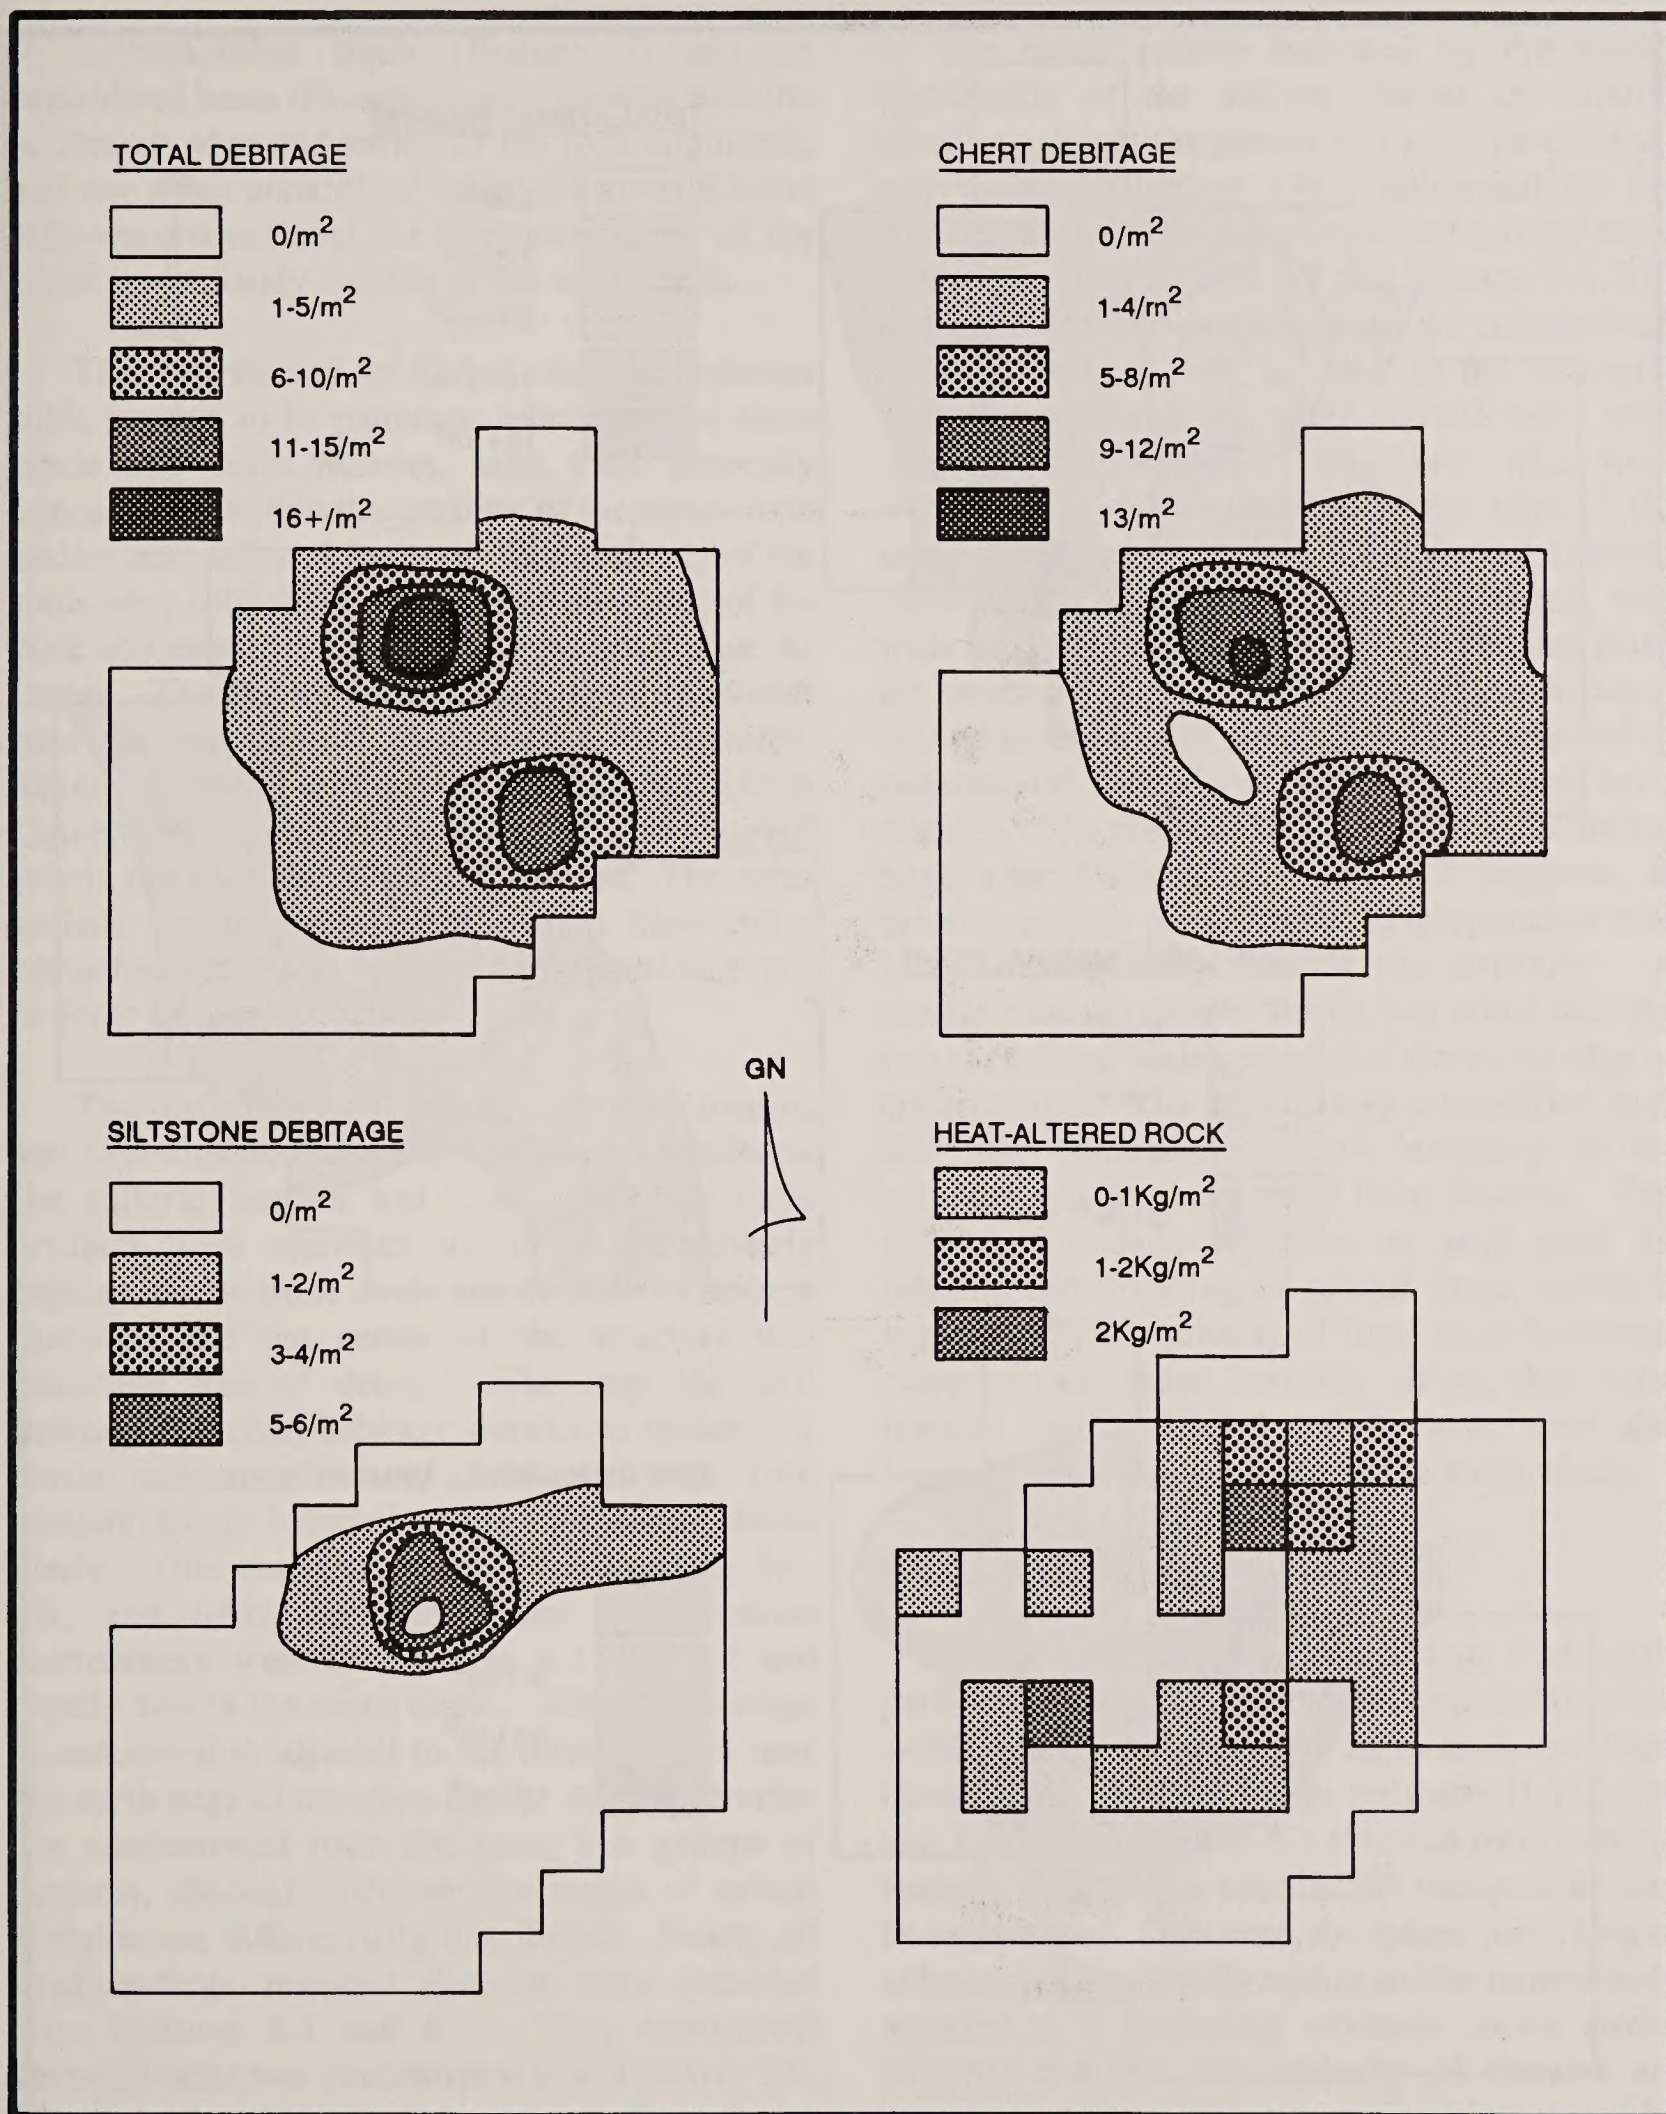 TOTAL DEBITAGE
0/m²
1-5/m²
6-10/m²
11-15/m²
16+/m²
CHERT DEBITAGE
0/m²
1-4/m²
5-8/m²
9-12/m²
13/m²
GN
SILTSTONE DEBITAGE
0/m²
1-2/m²
3-4/m²
5-6/m²
HEAT-ALTERED ROCK
0-1Kg/m²
1-2Kg/m²
2Kg/m²